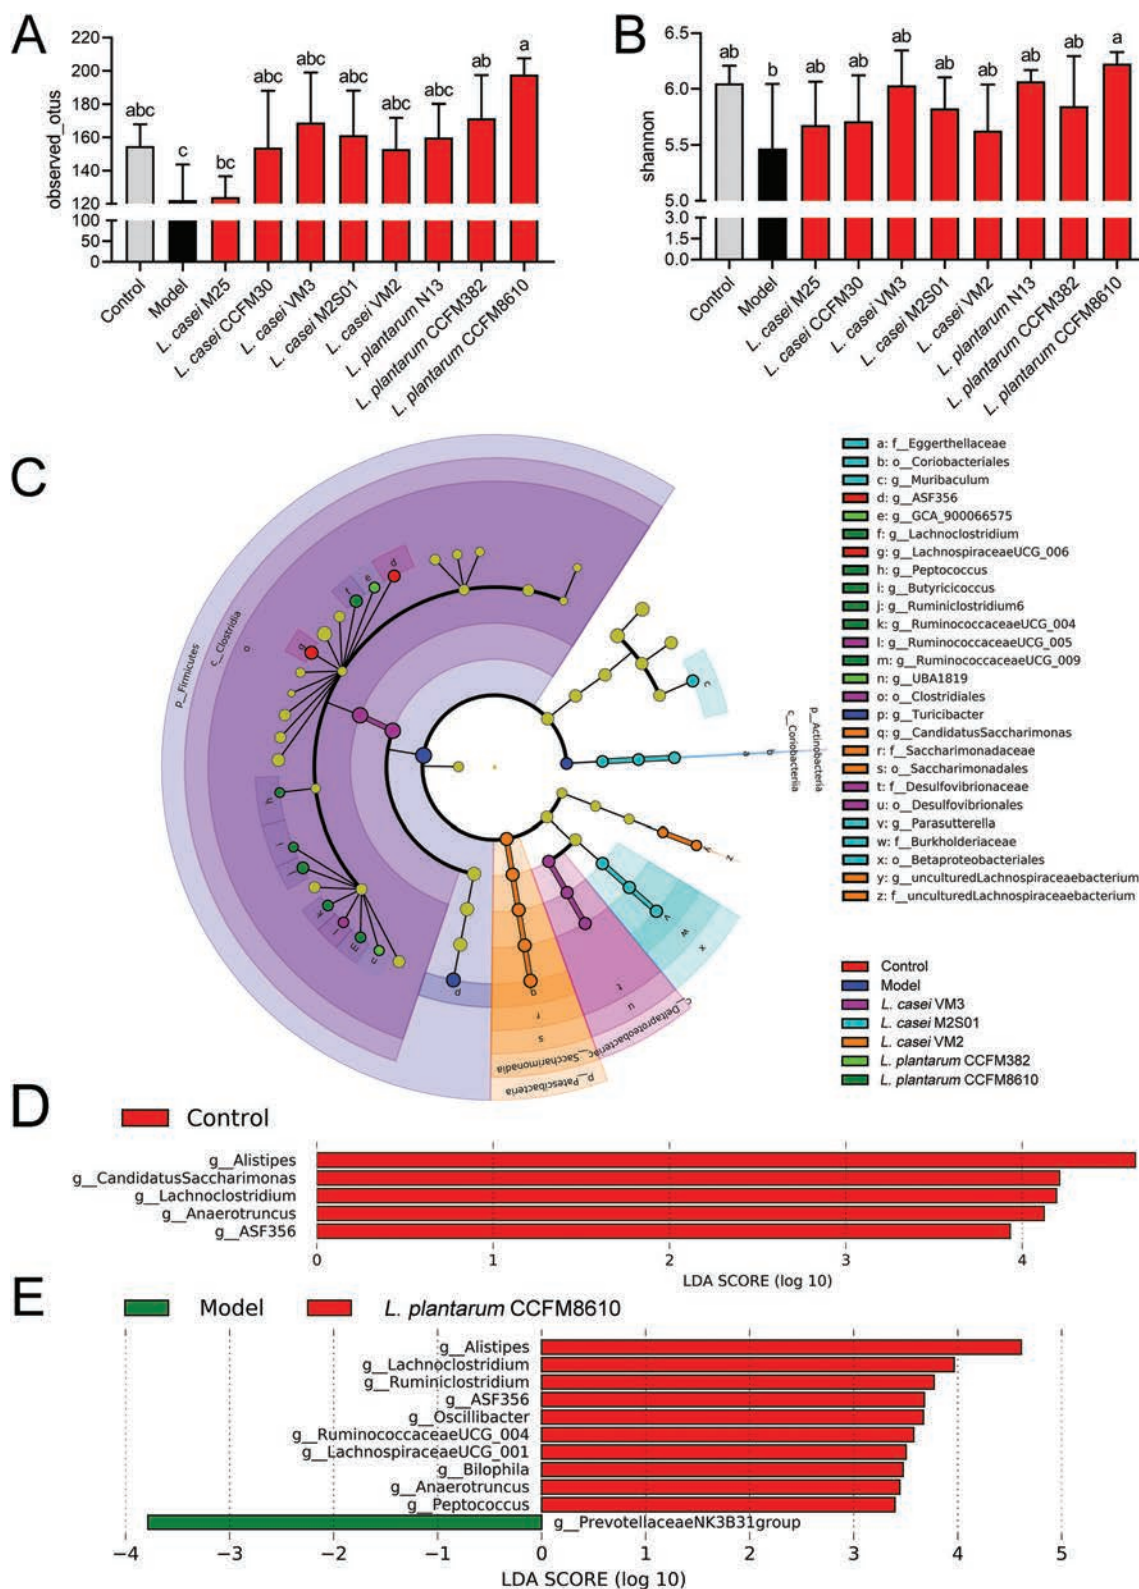 A
observed_otus
220
200
180
160
140
120
100
50
0
abc
c
bc
abc
abc
abc
abc
abc
ab
a
Control
Model
L. casei M25
L. casei CCFM30
L. casei VM3
L. casei M2S01
L. casei VM2
L. plantarum N13
L. plantarum CCFM382
L. plantarum CCFM8610
B
shannon
6.5
6.0
5.5
5.0
3.0
1.5
0.0
ab
b
ab
ab
ab
ab
ab
ab
ab
a
Control
Model
L. casei M25
L. casei CCFM30
L. casei VM3
L. casei M2S01
L. casei VM2
L. plantarum N13
L. plantarum CCFM382
L. plantarum CCFM8610
C
p__Firmicutes
c__Clostridia
o
d
e
f
g
h
i
j
k
l
m
n
p
c
a
b
c__Coriobacteriia
p__Actinobacteria
y
z
v
w
x
t
u
c__Deltaproteobacteria
q
r
s
c__Saccharimonadia
p__Patescibacteria
a: f__Eggerthellaceae
b: o__Coriobacteriales
c: g__Muribaculum
d: g__ASF356
e: g__GCA_900066575
f: g__Lachnoclostridium
g: g__LachnospiraceaeUCG_006
h: g__Peptococcus
i: g__Butyricicoccus
j: g__Ruminiclostridium6
k: g__RuminococcaceaeUCG_004
l: g__RuminococcaceaeUCG_005
m: g__RuminococcaceaeUCG_009
n: g__UBA1819
o: o__Clostridiales
p: g__Turicibacter
q: g__CandidatusSaccharimonas
r: f__Saccharimonadaceae
s: o__Saccharimonadales
t: f__Desulfovibrionaceae
u: o__Desulfovibrionales
v: g__Parasutterella
w: f__Burkholderiaceae
x: o__Betaproteobacteriales
y: g__unculturedLachnospiraceaebacterium
z: f__unculturedLachnospiraceaebacterium
Control
Model
L. casei VM3
L. casei M2S01
L. casei VM2
L. plantarum CCFM382
L. plantarum CCFM8610
D
Control
g__Alistipes
g__CandidatusSaccharimonas
g__Lachnoclostridium
g__Anaerotruncus
g__ASF356
0 1 2 3 4
LDA SCORE (log 10)
E
Model L. plantarum CCFM8610
g__Alistipes
g__Lachnoclostridium
g__Ruminiclostridium
g__ASF356
g__Oscillibacter
g__RuminococcaceaeUCG_004
g__LachnospiraceaeUCG_001
g__Bilophila
g__Anaerotruncus
g__Peptococcus
g__PrevotellaceaeNK3B31group
−4 −3 −2 −1 0 1 2 3 4 5
LDA SCORE (log 10)